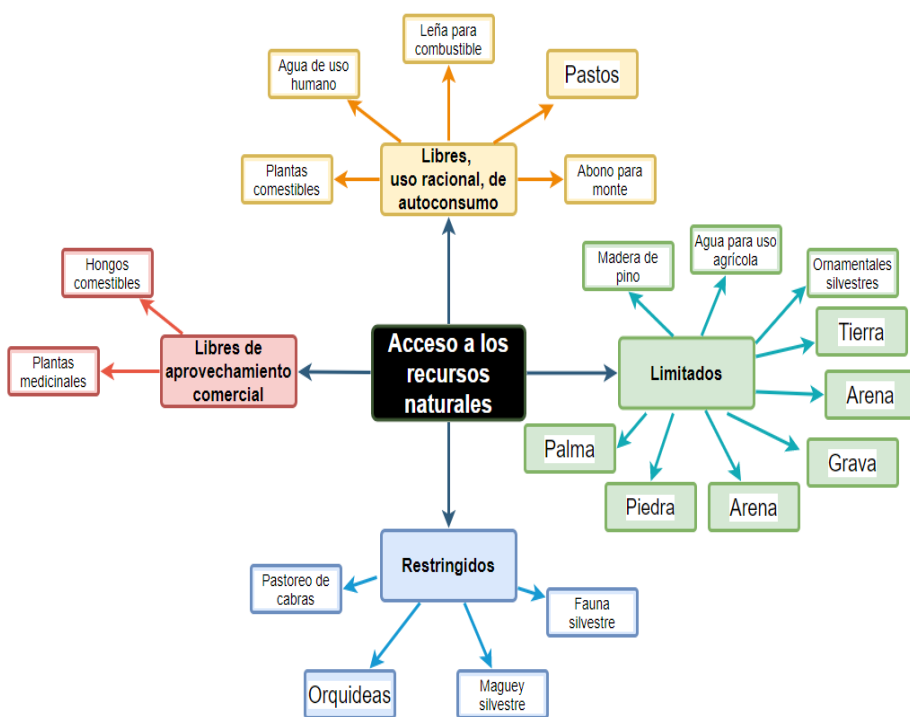 Leña para
combustible
Agua de uso
humano
Pastos
Libres,
uso racional, de
autoconsumo
Plantas
comestibles
Abono para
monte
Hongos
comestibles
Plantas
medicinales
Libres de
aprovechamiento
comercial
Acceso a los
recursos
naturales
Madera de
pino
Agua para uso
agrícola
Ornamentales
silvestres
Limitados
Tierra
Arena
Grava
Arena
Piedra
Palma
Restringidos
Pastoreo de
cabras
Orquideas
Maguey
silvestre
Fauna
silvestre